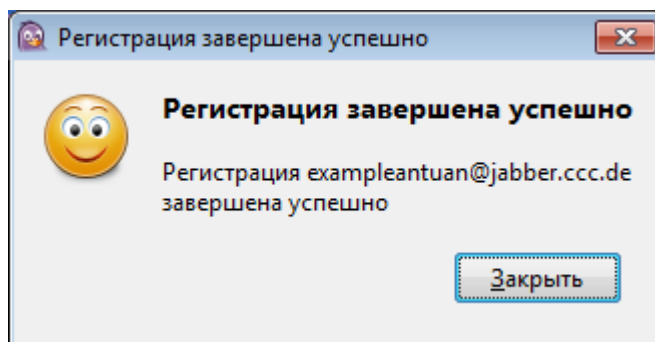 Регистрация завершена успешно
Регистрация завершена успешно
Регистрация exampleantuan@jabber.ccc.de
завершена успешно
Закрыть